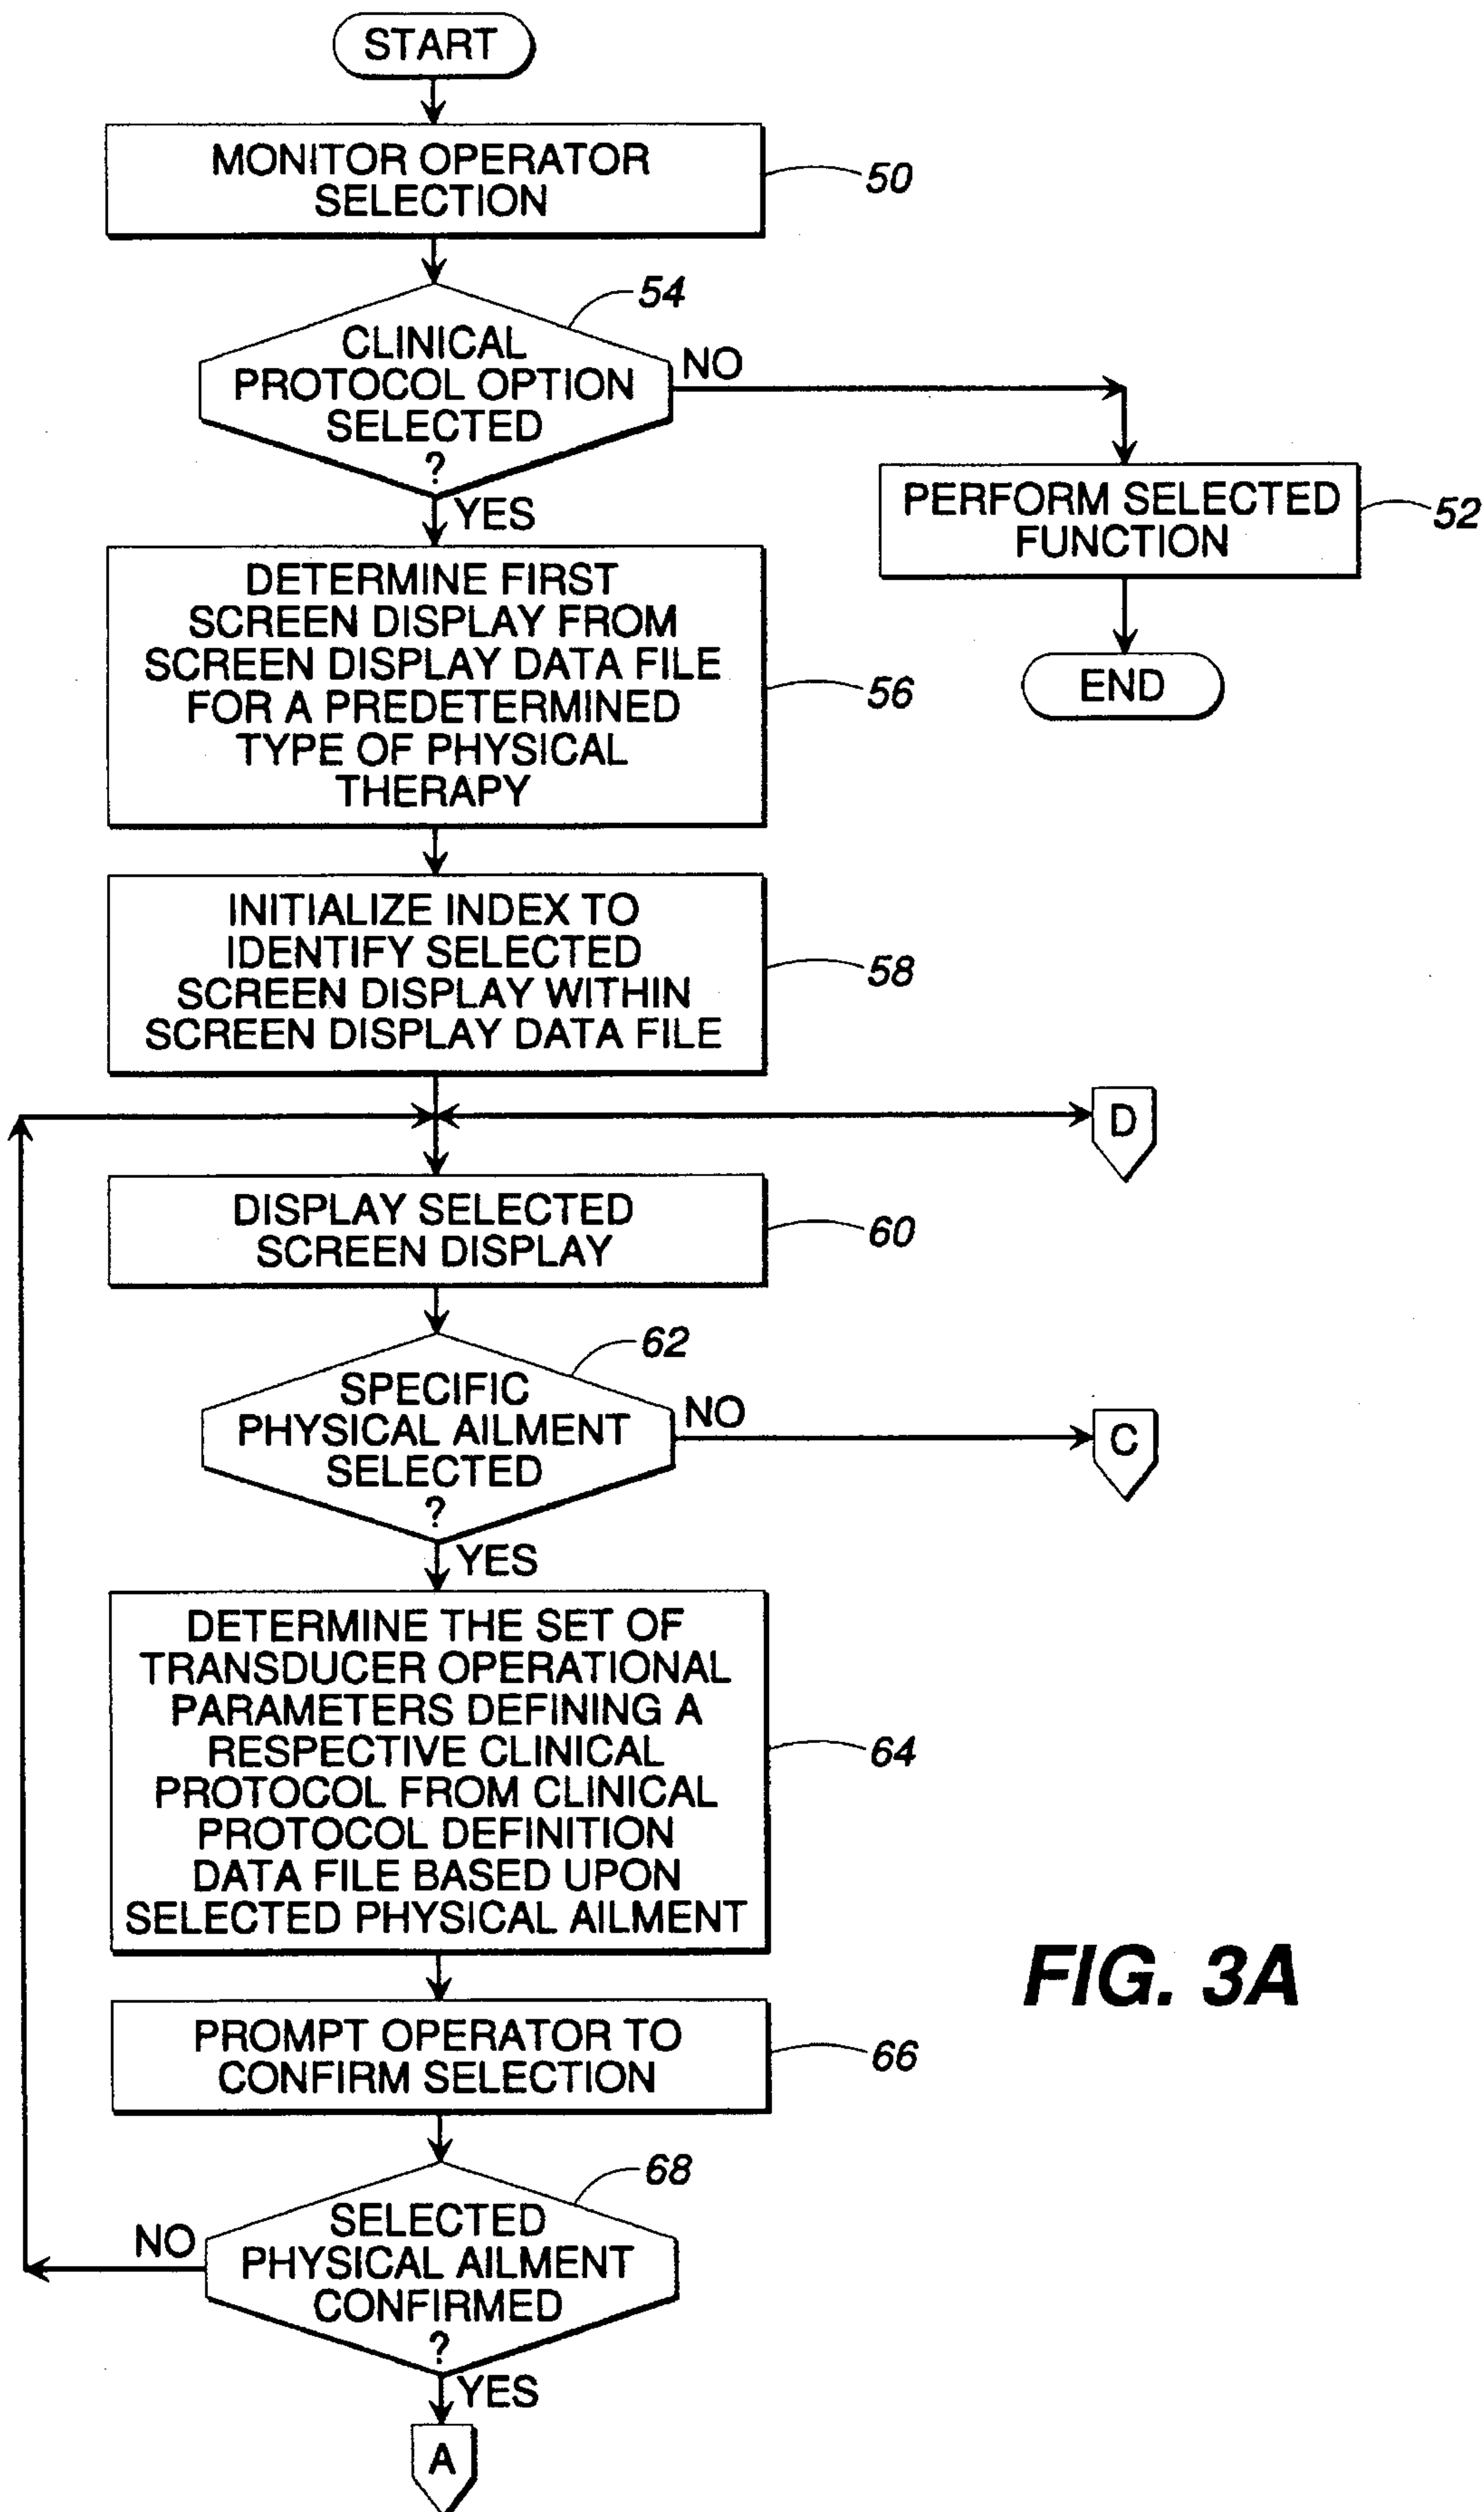 START
MONITOR OPERATOR
SELECTION
50
54
CLINICAL
PROTOCOL OPTION
SELECTED
?
NO
YES
PERFORM SELECTED
FUNCTION
52
END
DETERMINE FIRST
SCREEN DISPLAY FROM
SCREEN DISPLAY DATA FILE
FOR A PREDETERMINED
TYPE OF PHYSICAL
THERAPY
56
INITIALIZE INDEX TO
IDENTIFY SELECTED
SCREEN DISPLAY WITHIN
SCREEN DISPLAY DATA FILE
58
D
DISPLAY SELECTED
SCREEN DISPLAY
60
62
SPECIFIC
PHYSICAL AILMENT
SELECTED
?
NO
C
YES
DETERMINE THE SET OF
TRANSDUCER OPERATIONAL
PARAMETERS DEFINING A
RESPECTIVE CLINICAL
PROTOCOL FROM CLINICAL
PROTOCOL DEFINITION
DATA FILE BASED UPON
SELECTED PHYSICAL AILMENT
64
FIG. 3A
PROMPT OPERATOR TO
CONFIRM SELECTION
66
68
SELECTED
PHYSICAL AILMENT
CONFIRMED
?
NO
YES
A